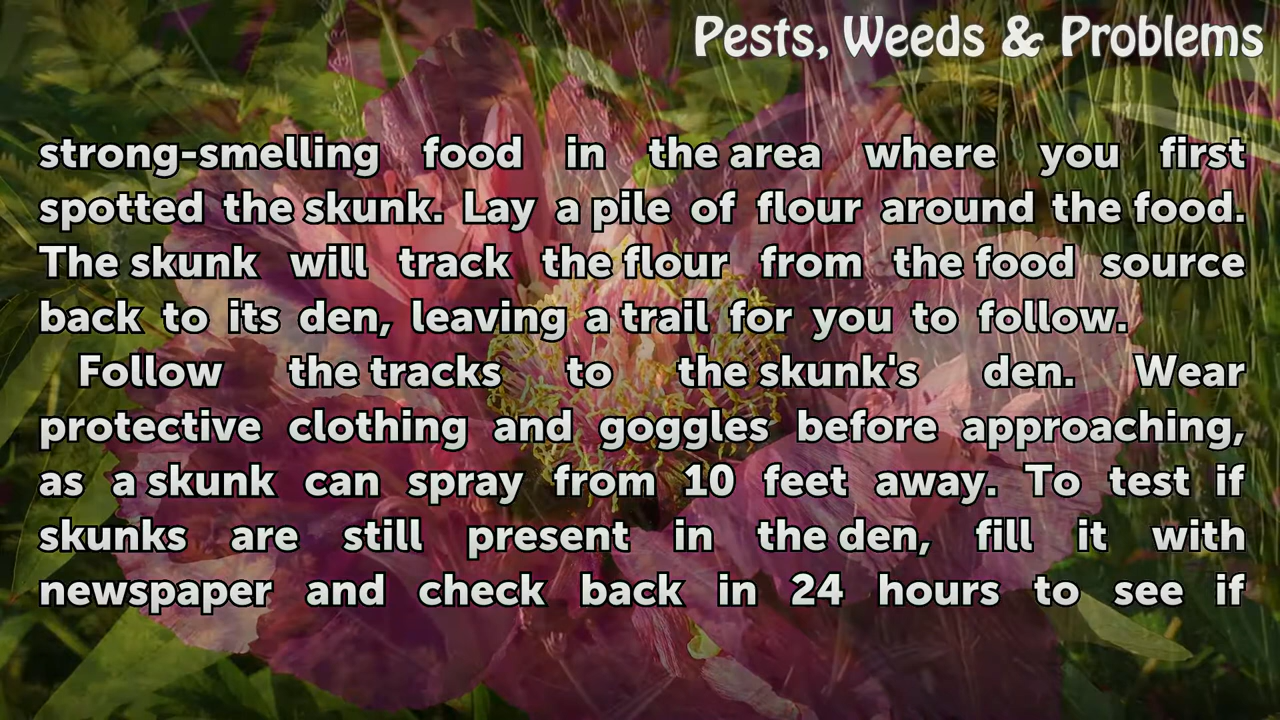 Pests, Weeds & Problems
strong-smelling food in the area where you first
spotted the skunk. Lay a pile of flour around the food.
The skunk will track the flour from the food source
back to its den, leaving a trail for you to follow.
Follow the tracks to the skunk's den. Wear
protective clothing and goggles before approaching,
as a skunk can spray from 10 feet away. To test if
skunks are still present in the den, fill it with
newspaper and check back in 24 hours to see if